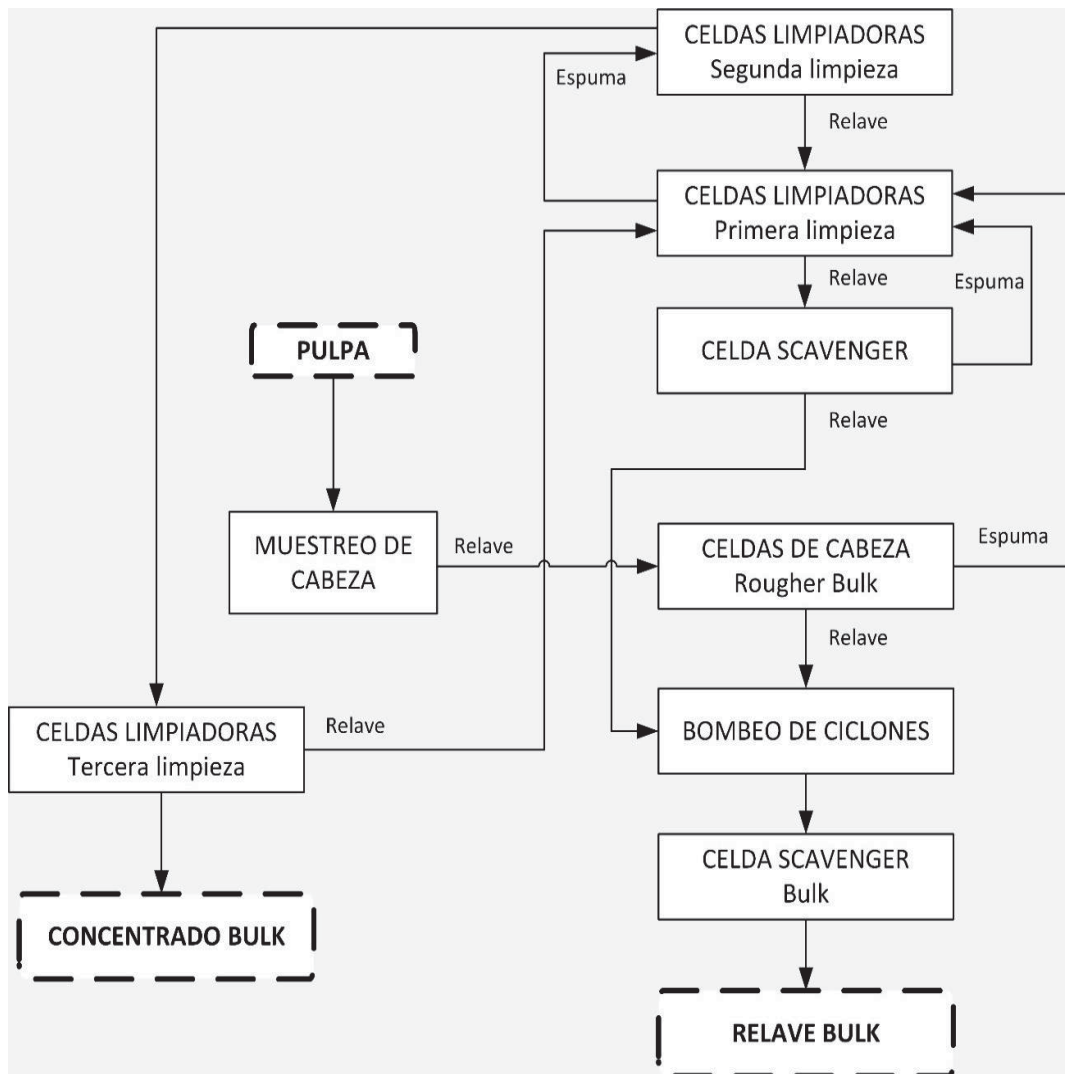 CELDAS LIMPIADORAS
Segunda limpieza
Espuma
Relave
CELDAS LIMPIADORAS
Primera limpieza
Relave
Espuma
PULPA
CELDA SCAVENGER
Relave
MUESTREO DE
CABEZA
Relave
CELDAS DE CABEZA
Rougher Bulk
Espuma
Relave
CELDAS LIMPIADORAS
Tercera limpieza
Relave
BOMBEO DE CICLONES
CELDA SCAVENGER
Bulk
CONCENTRADO BULK
RELAVE BULK